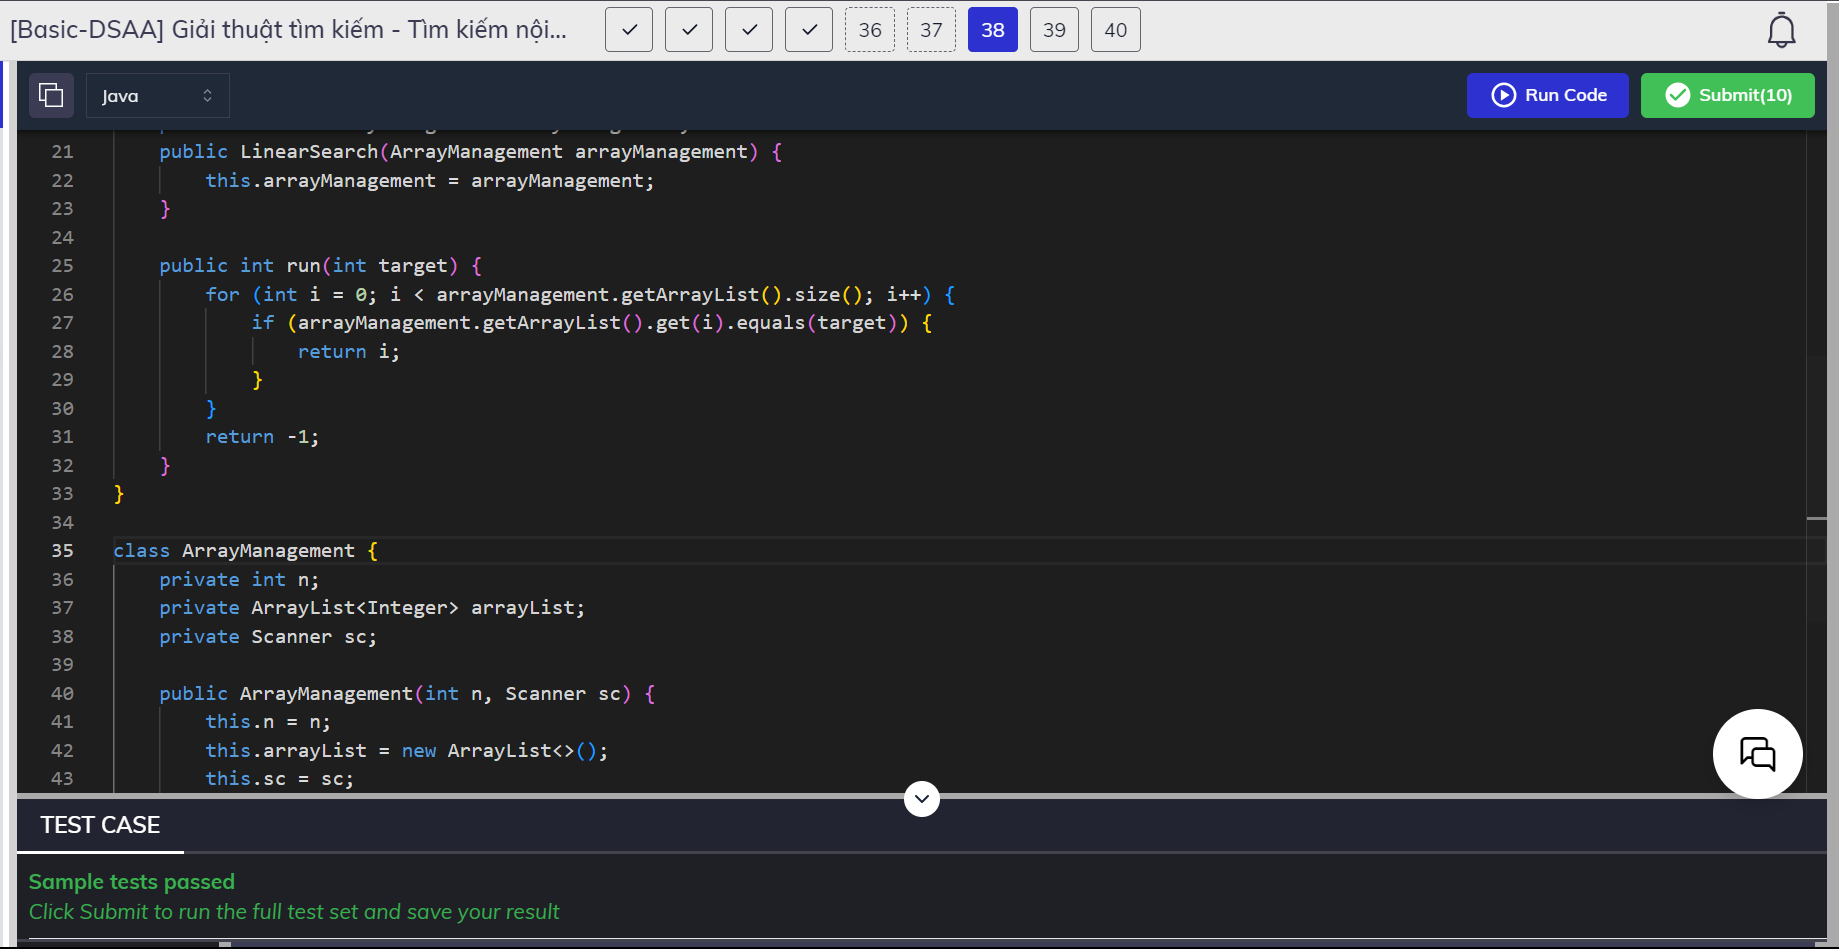 [Basic-DSAA] Giải thuật tìm kiếm - Tìm kiếm nội...
36 37 38 39 40
Java
Run Code
Submit(10)
21 public LinearSearch(ArrayManagement arrayManagement) {
22 this.arrayManagement = arrayManagement;
23 }
24
25 public int run(int target) {
26 for (int i = 0; i < arrayManagement.getArrayList().size(); i++) {
27 if (arrayManagement.getArrayList().get(i).equals(target)) {
28 return i;
29 }
30 }
31 return -1;
32 }
33 }
34
35 class ArrayManagement {
36 private int n;
37 private ArrayList<Integer> arrayList;
38 private Scanner sc;
39
40 public ArrayManagement(int n, Scanner sc) {
41 this.n = n;
42 this.arrayList = new ArrayList<>();
43 this.sc = sc;
TEST CASE
Sample tests passed
Click Submit to run the full test set and save your result